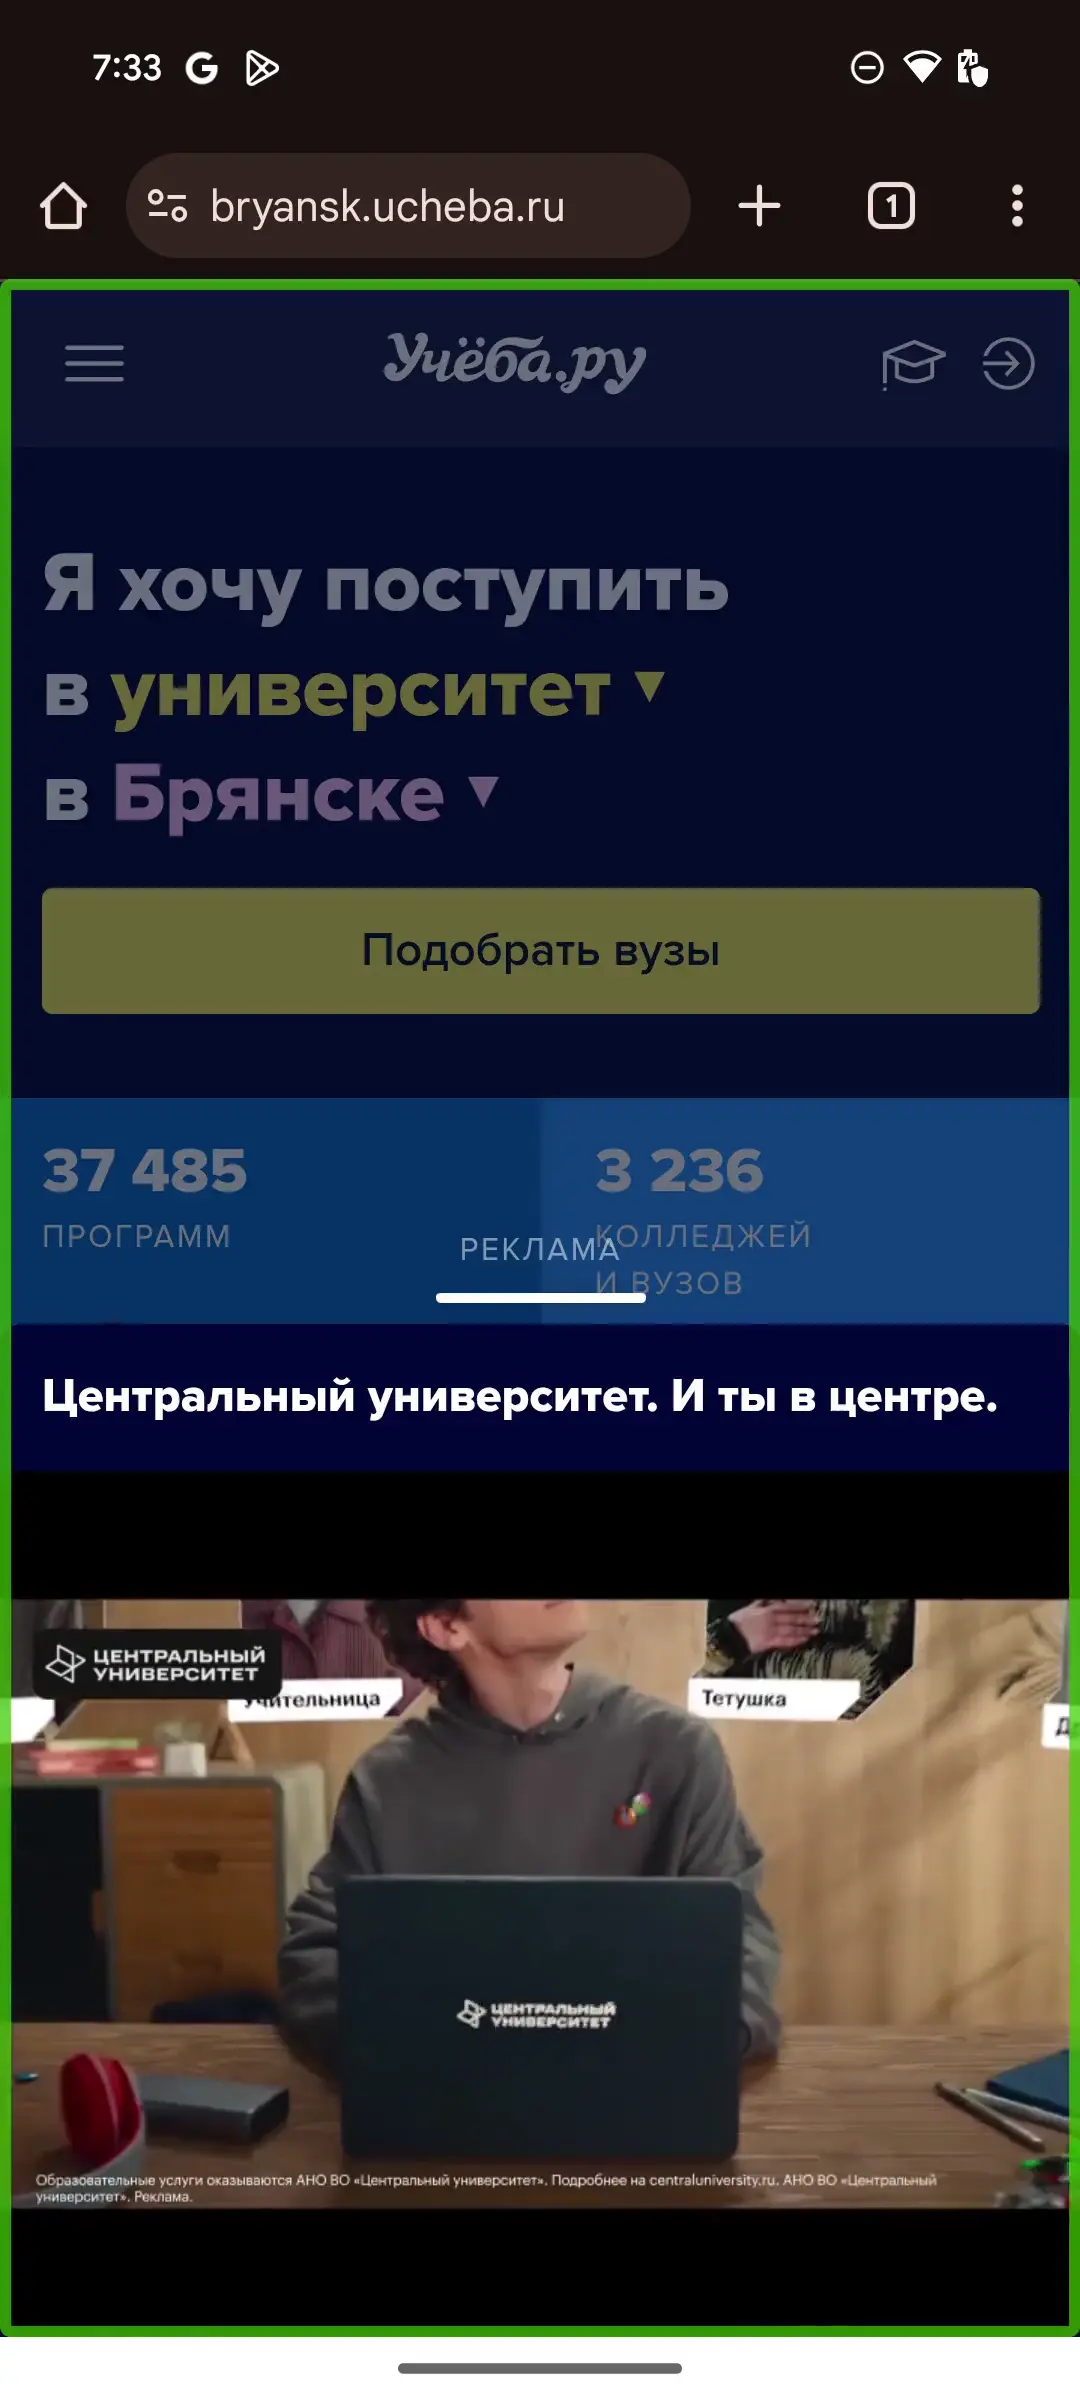 7:33
bryansk.ucheba.ru
1
Учёба.ру
Я хочу поступить
в университет
в Брянске
Подобрать вузы
37 485
ПРОГРАММ
3 236
КОЛЛЕДЖЕЙ
И ВУЗОВ
РЕКЛАМА
Центральный университет. И ты в центре.
ЦЕНТРАЛЬНЫЙ
УНИВЕРСИТЕТ
Учительница
Тетушка
ЦЕНТРАЛЬНЫЙ
УНИВЕРСИТЕТ
Образовательные услуги оказываются АНО ВО «Центральный университет». Подробнее на centraluniversity.ru. АНО ВО «Центральный
университет». Реклама.